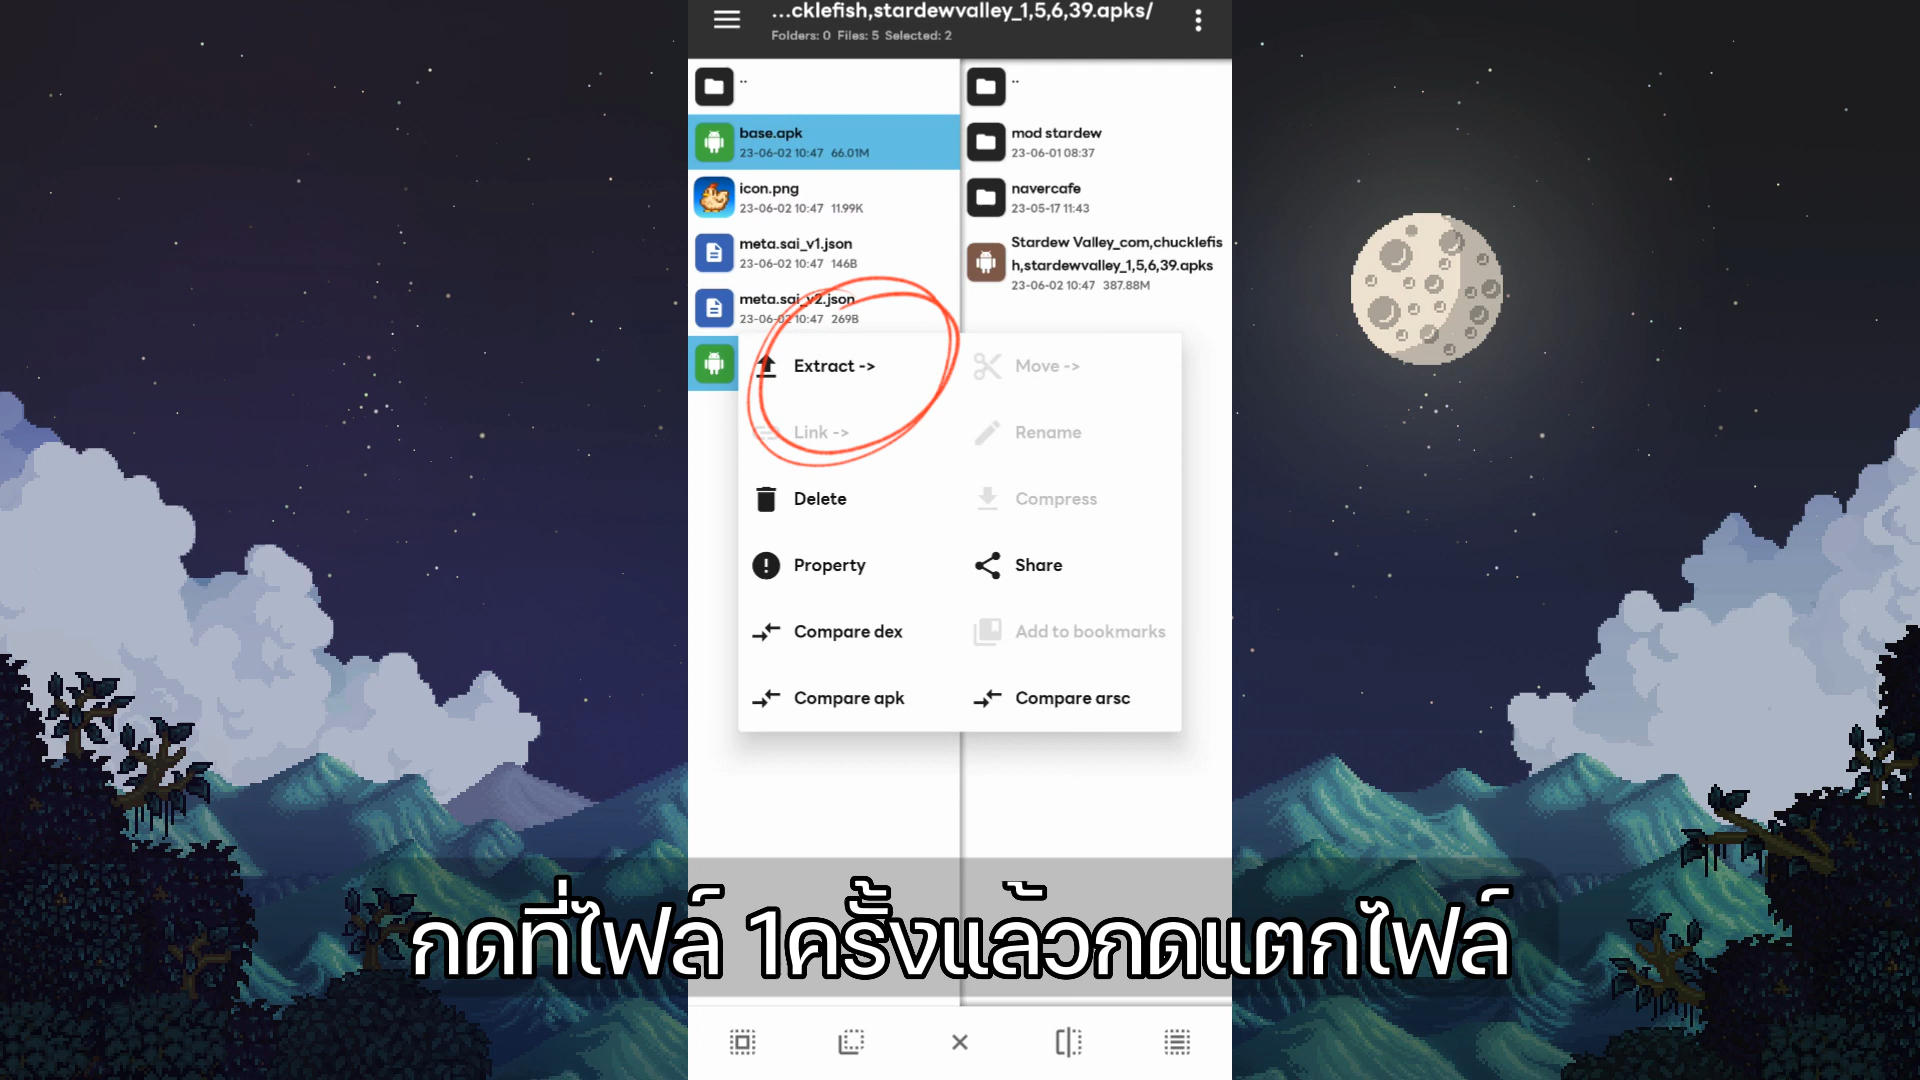 ...cklefish,stardewvalley_1,5,6,39.apks/
Folders: 0 Files: 5 Selected: 2
..
base.apk
23-06-02 10:47 66.01M
icon.png
23-06-02 10:47 11.99K
meta.sai_v1.json
23-06-02 10:47 146B
meta.sai_v2.json
23-06-02 10:47 269B
..
mod stardew
23-06-01 08:37
navercafe
23-05-17 11:43
Stardew Valley_com,chucklefis
h,stardewvalley_1,5,6,39.apks
23-06-02 10:47 387.88M
Extract ->
Move ->
Link ->
Rename
Delete
Compress
Property
Share
Compare dex
Add to bookmarks
Compare apk
Compare arsc
กดที่ไฟล์ 1ครั้งแล้วกดแตกไฟล์